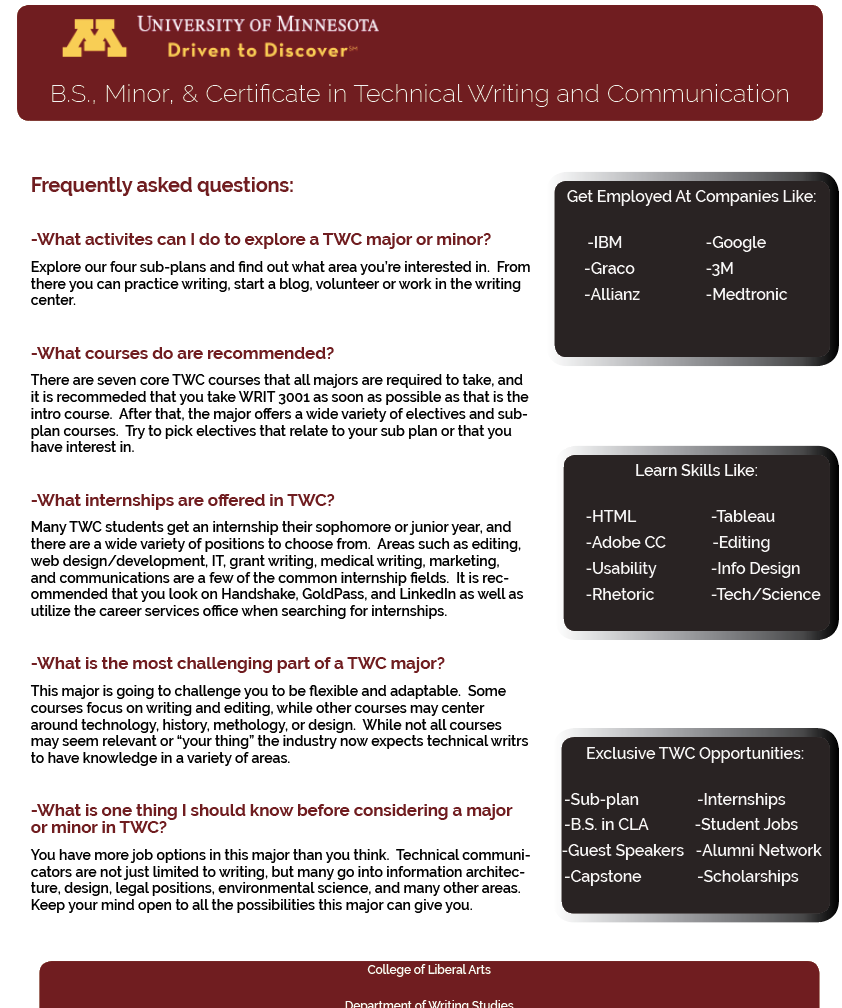 University of Minnesota
Driven to Discover℠
B.S., Minor, & Certificate in Technical Writing and Communication
Frequently asked questions:
-What activites can I do to explore a TWC major or minor?
Explore our four sub-plans and find out what area you're interested in.  From
there you can practice writing, start a blog, volunteer or work in the writing
center.
-What courses do are recommended?
There are seven core TWC courses that all majors are required to take, and
it is recommeded that you take WRIT 3001 as soon as possible as that is the
intro course.  After that, the major offers a wide variety of electives and sub-
plan courses.  Try to pick electives that relate to your sub plan or that you
have interest in.
-What internships are offered in TWC?
Many TWC students get an internship their sophomore or junior year, and
there are a wide variety of positions to choose from.  Areas such as editing,
web design/development, IT, grant writing, medical writing, marketing,
and communications are a few of the common internship fields.  It is rec-
ommended that you look on Handshake, GoldPass, and LinkedIn as well as
utilize the career services office when searching for internships.
-What is the most challenging part of a TWC major?
This major is going to challenge you to be flexible and adaptable.  Some
courses focus on writing and editing, while other courses may center
around technology, history, methology, or design.  While not all courses
may seem relevant or “your thing” the industry now expects technical writrs
to have knowledge in a variety of areas.
-What is one thing I should know before considering a major
or minor in TWC?
You have more job options in this major than you think.  Technical communi-
cators are not just limited to writing, but many go into information architec-
ture, design, legal positions, environmental science, and many other areas.
Keep your mind open to all the possibilities this major can give you.
Get Employed At Companies Like:
-IBM -Google
-Graco -3M
-Allianz -Medtronic
Learn Skills Like:
-HTML -Tableau
-Adobe CC -Editing
-Usability -Info Design
-Rhetoric -Tech/Science
Exclusive TWC Opportunities:
-Sub-plan -Internships
-B.S. in CLA -Student Jobs
-Guest Speakers -Alumni Network
-Capstone -Scholarships
College of Liberal Arts
Department of Writing Studies